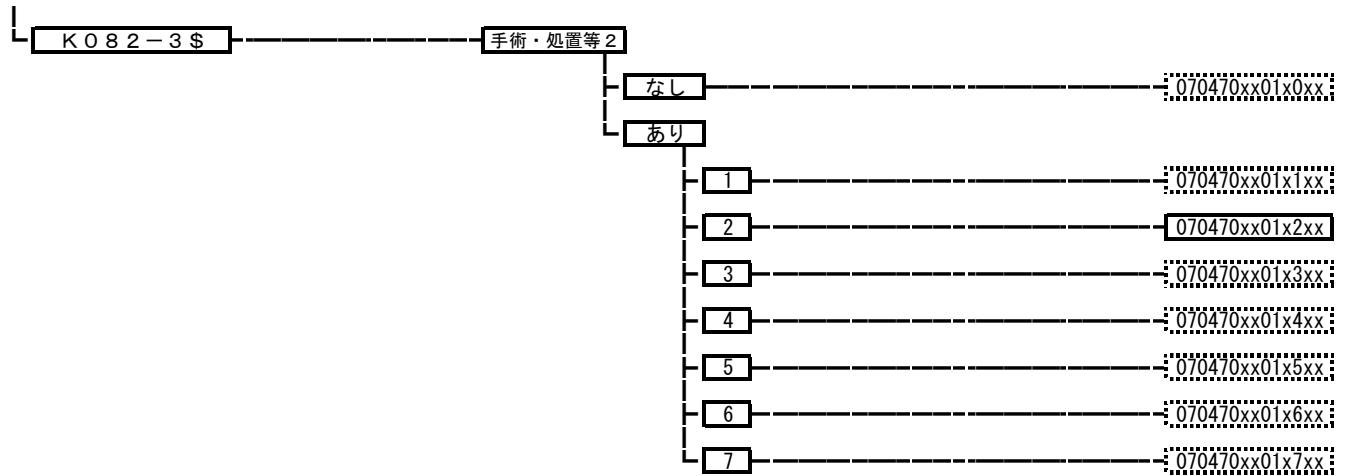 Ｋ０８２－３＄ 手術・処置等２
なし 070470xx01x0xx
あり
1 070470xx01x1xx
2 070470xx01x2xx
3 070470xx01x3xx
4 070470xx01x4xx
5 070470xx01x5xx
6 070470xx01x6xx
7 070470xx01x7xx